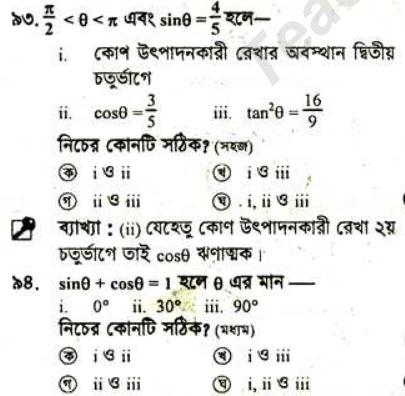 ৯৩. π/2 < θ < π এবং sinθ = 4/5 হলে—
i. কোণ উৎপাদনকারী রেখার অবস্থান দ্বিতীয়
চতুর্ভাগে
ii. cosθ = 3/5 iii. tan²θ = 16/9
নিচের কোনটি সঠিক? (সহজ)
ক i ও ii খ i ও iii
গ ii ও iii ঘ . i, ii ও iii
ব্যাখ্যা : (ii) যেহেতু কোণ উৎপাদনকারী রেখা ২য়
চতুর্ভাগে তাই cosθ ঋণাত্মক।
৯৪. sinθ + cosθ = 1 হলে θ এর মান —
i. 0° ii. 30° iii. 90°
নিচের কোনটি সঠিক? (মধ্যম)
ক i ও ii খ i ও iii
গ ii ও iii ঘ i, ii ও iii